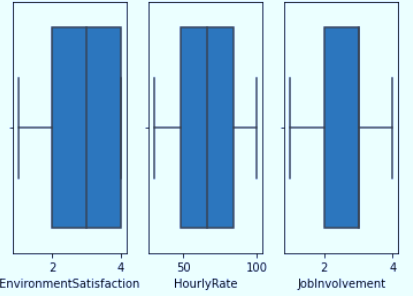 2 4
50 100
2 4
EnvironmentSatisfaction
HourlyRate
JobInvolvement